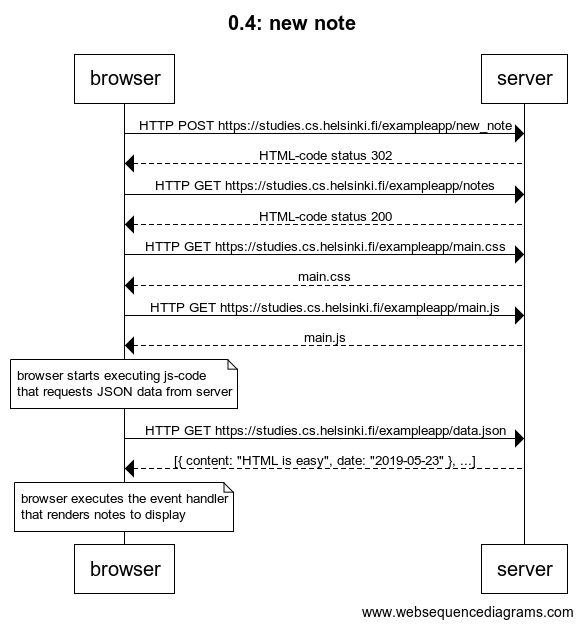 0.4: new note
browser
server
HTTP POST https://studies.cs.helsinki.fi/exampleapp/new_note
HTML-code status 302
HTTP GET https://studies.cs.helsinki.fi/exampleapp/notes
HTML-code status 200
HTTP GET https://studies.cs.helsinki.fi/exampleapp/main.css
main.css
HTTP GET https://studies.cs.helsinki.fi/exampleapp/main.js
main.js
browser starts executing js-code
that requests JSON data from server
HTTP GET https://studies.cs.helsinki.fi/exampleapp/data.json
[{ content: "HTML is easy", date: "2019-05-23" }, ...]
browser executes the event handler
that renders notes to display
browser
server
www.websequencediagrams.com